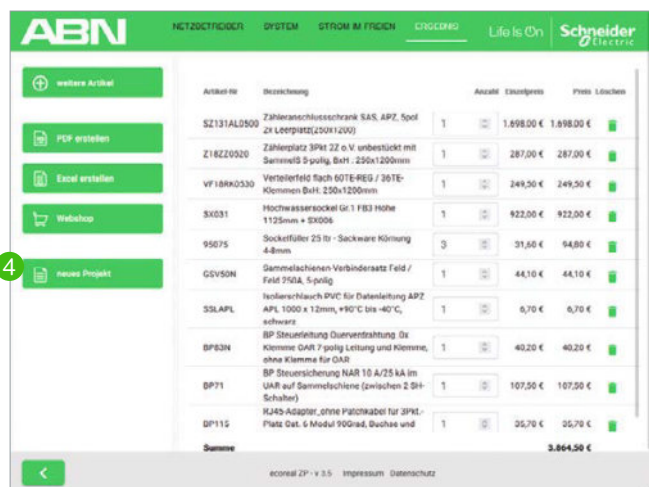 ABN
NETZBETREIBER SYSTEM STROM IM FREIEN ERGEBNIS
Life Is On Schneider Electric
weitere Artikel
PDF erstellen
Excel erstellen
Webshop
4
neues Projekt
Artikel-Nr Bezeichnung Anzahl Einzelpreis Preis Löschen
SZ131AL0500 Zähleranschlussschrank SAS, APZ, 5pol
2x Leerplatz(250x1200) 1 1.698,00 € 1.698,00 €
Z18ZZ0520 Zählerplatz 3Pkt 2Z o.V. unbestückt mit
SammelS 5-polig, BxH : 250x1200mm 1 287,00 € 287,00 €
VF18RK0530 Verteilerfeld flach 60TE-REG / 36TE-
Klemmen BxH: 250x1200mm 1 249,50 € 249,50 €
SX031 Hochwassersockel Gr.1 FB3 Höhe
1125mm + SX006 1 922,00 € 922,00 €
95075 Sockelfüller 25 ltr - Sackware Körnung
4-8mm 3 31,60 € 94,80 €
GSV50N Sammelschienen-Verbindersatz Feld /
Feld 250A, 5-polig 1 44,10 € 44,10 €
SSLAPL Isolierschlauch PVC für Datenleitung APZ
APL 1000 x 12mm, +90°C bis -40°C,
schwarz 1 6,70 € 6,70 €
BP83N BP Steuerleitung Querverdrahtung, 0x
Klemme OAR 7-polig Leitung und Klemme,
ohne Klemme für OAR 1 40,20 € 40,20 €
BP71 BP Steuersicherung NAR 10 A/25 kA im
UAR auf Sammelschiene (zwischen 2 SH-
Schalter) 1 107,50 € 107,50 €
BP115 RJ45-Adapter, ohne Patchkabel für 3Pkt.-
Platz Cat. 6 Modul 90Grad, Buchse und 1 35,70 € 35,70 €
Summe 3.864,50 €
ecoreal ZP - v 3.5 Impressum Datenschutz